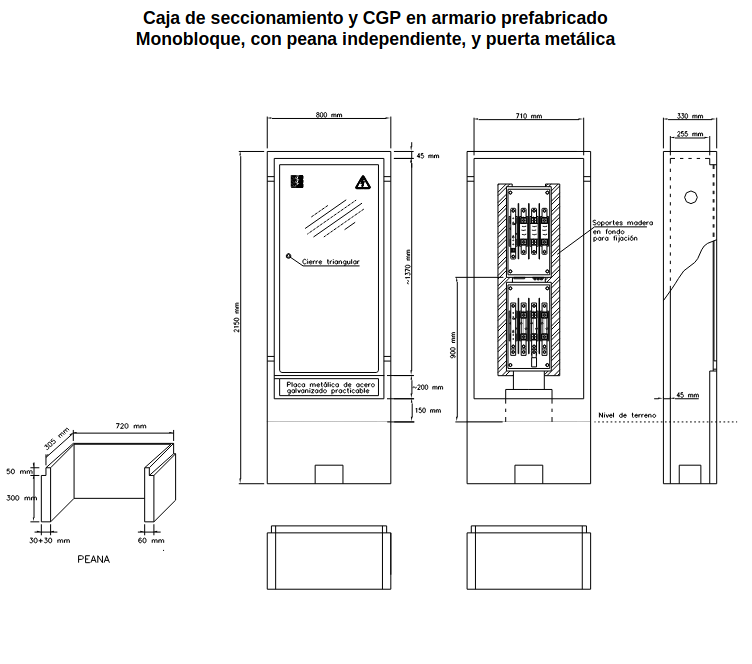 Caja de seccionamiento y CGP en armario prefabricado
Monobloque, con peana independiente, y puerta metálica
800 mm
710 mm
330 mm
255 mm
45 mm
Soportes madera
en fondo
para fijación
Cierre triangular
~1370 mm
2150 mm
900 mm
Placa metálica de acero
galvanizado practicable
~200 mm
45 mm
150 mm
Nivel de terreno
720 mm
305 mm
50 mm
300 mm
30+30 mm
60 mm
PEANA